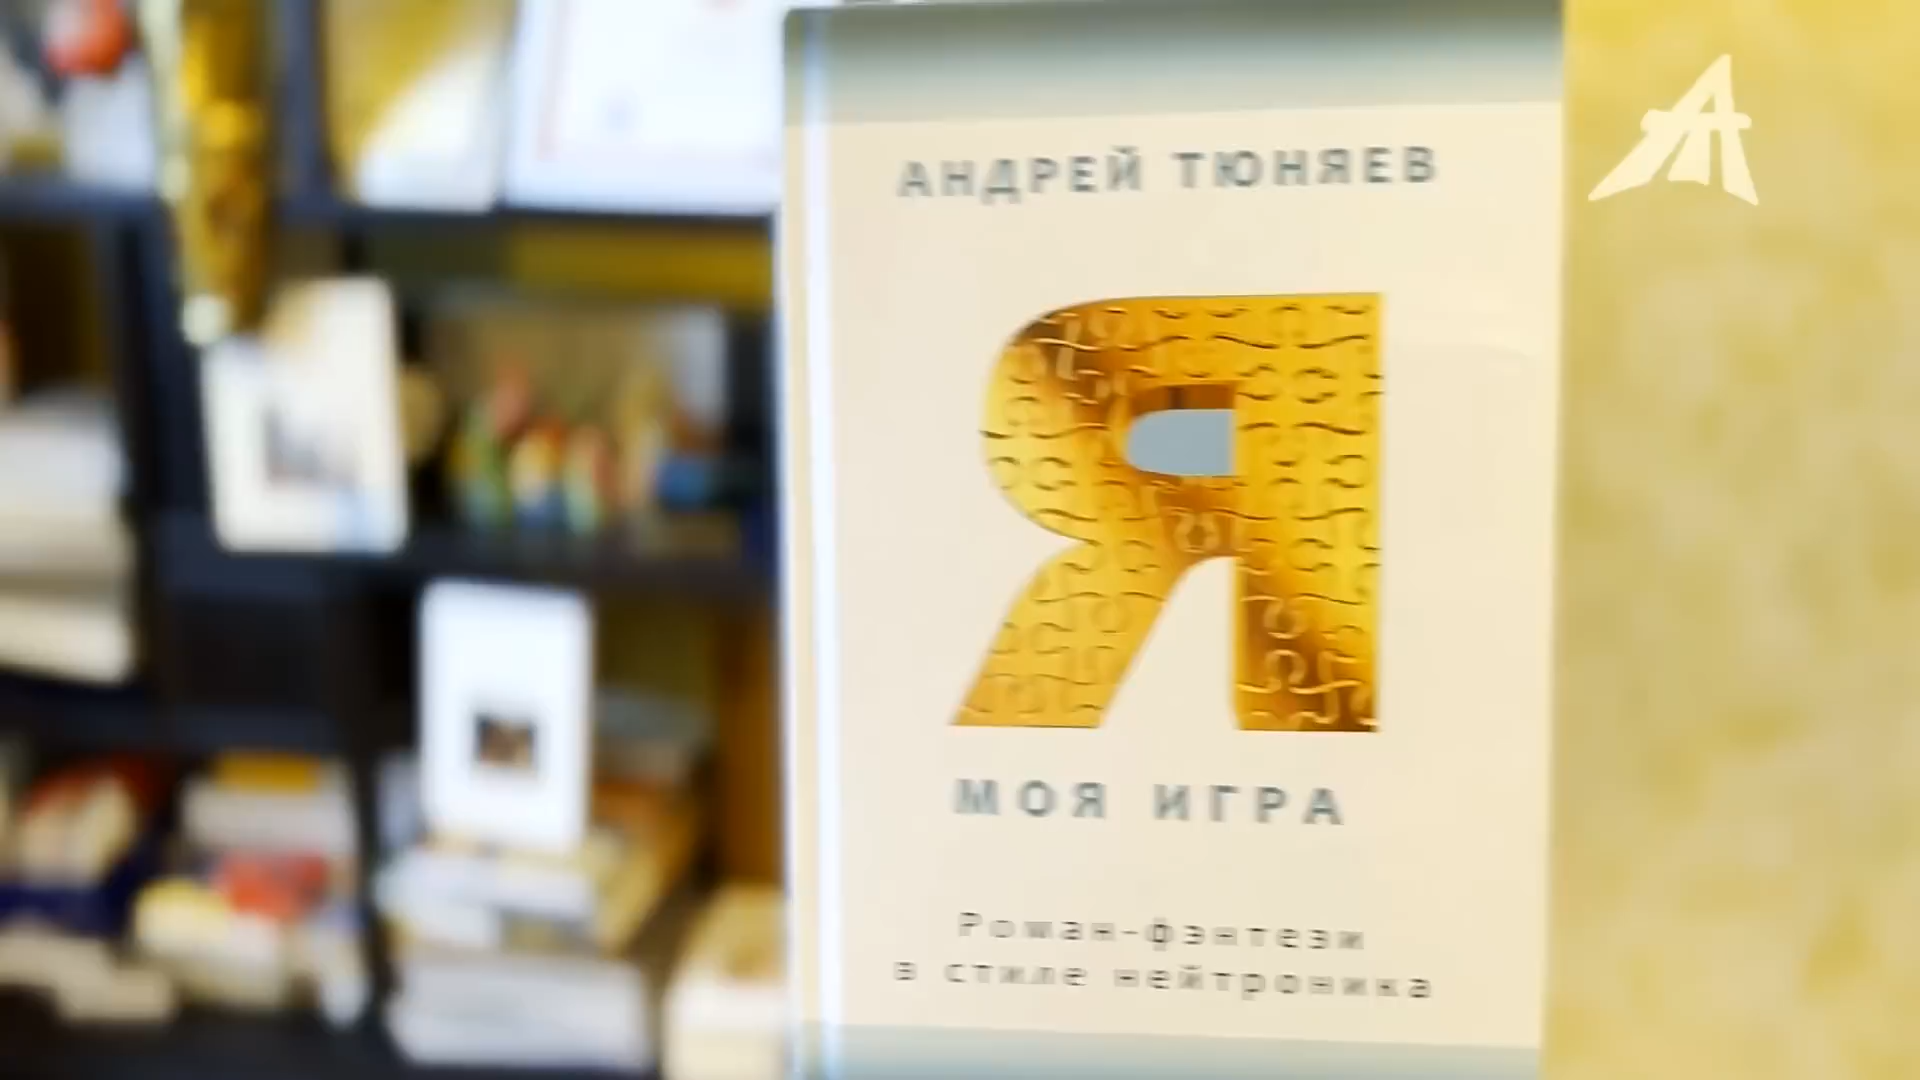 АНДРЕЙ ТЮНЯЕВ
Я
МОЯ ИГРА
Роман-фэнтези
в стиле нейтроника